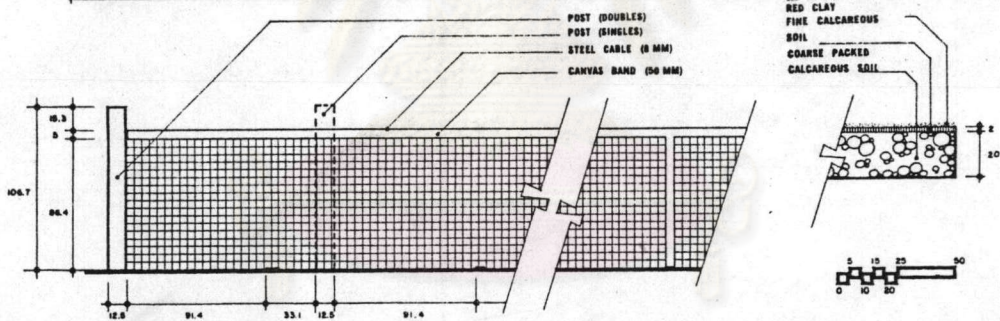 POST (DOUBLES)
POST (SINGLES)
STEEL CABLE (8 MM)
CANVAS BAND (50 MM)
RED CLAY
FINE CALCAREOUS
SOIL
COARSE PACKED
CALCAREOUS SOIL
15.3
5
106.7
86.4
2
20
12.5
91.4
33.1
12.5
91.4
5 15 25 50
0 10 20